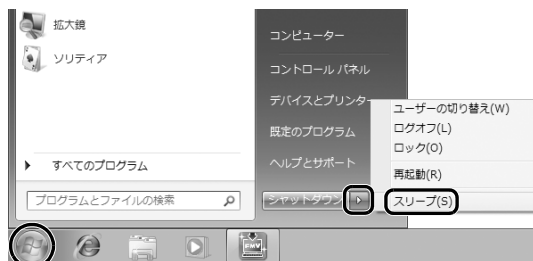 拡大鏡
ソリティア
すべてのプログラム
プログラムとファイルの検索
コンピューター
コントロール パネル
デバイスとプリンター
既定のプログラム
ヘルプとサポート
シャットダウン
ユーザーの切り替え(W)
ログオフ(L)
ロック(O)
再起動(R)
スリープ(S)
FMV